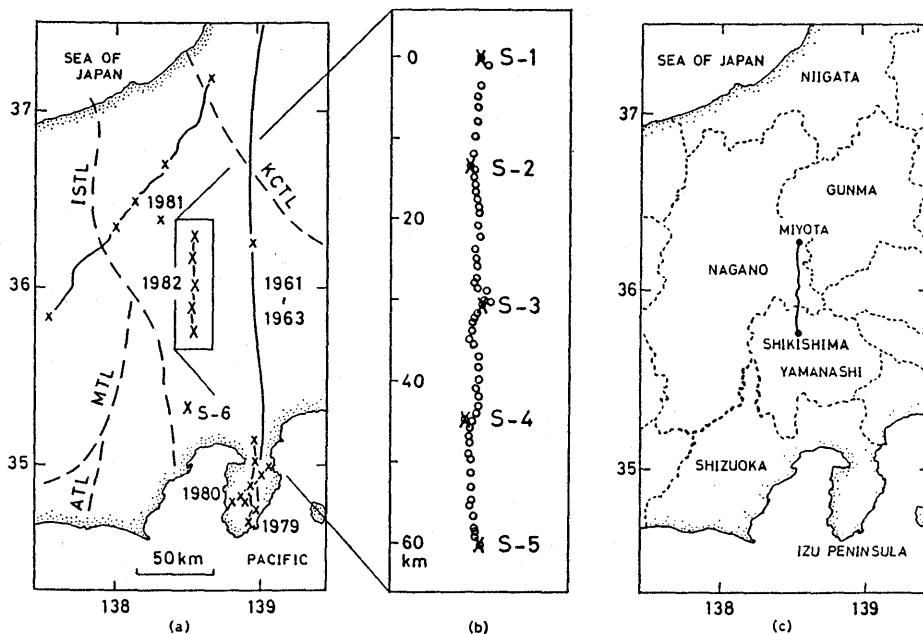 SEA OF
JAPAN
37
36
35
ISTL
KCTL
1981
1982
1961
-
1963
MTL
ATL
S-6
1980
1979
50km
PACIFIC
138
139
(a)
0
20
40
60
km
S-1
S-2
S-3
S-4
S-5
(b)
SEA OF JAPAN
NIIGATA
37
GUNMA
MIYOTA
NAGANO
36
SHIKISHIMA
YAMANASHI
35
SHIZUOKA
IZU PENINSULA
138
139
(c)